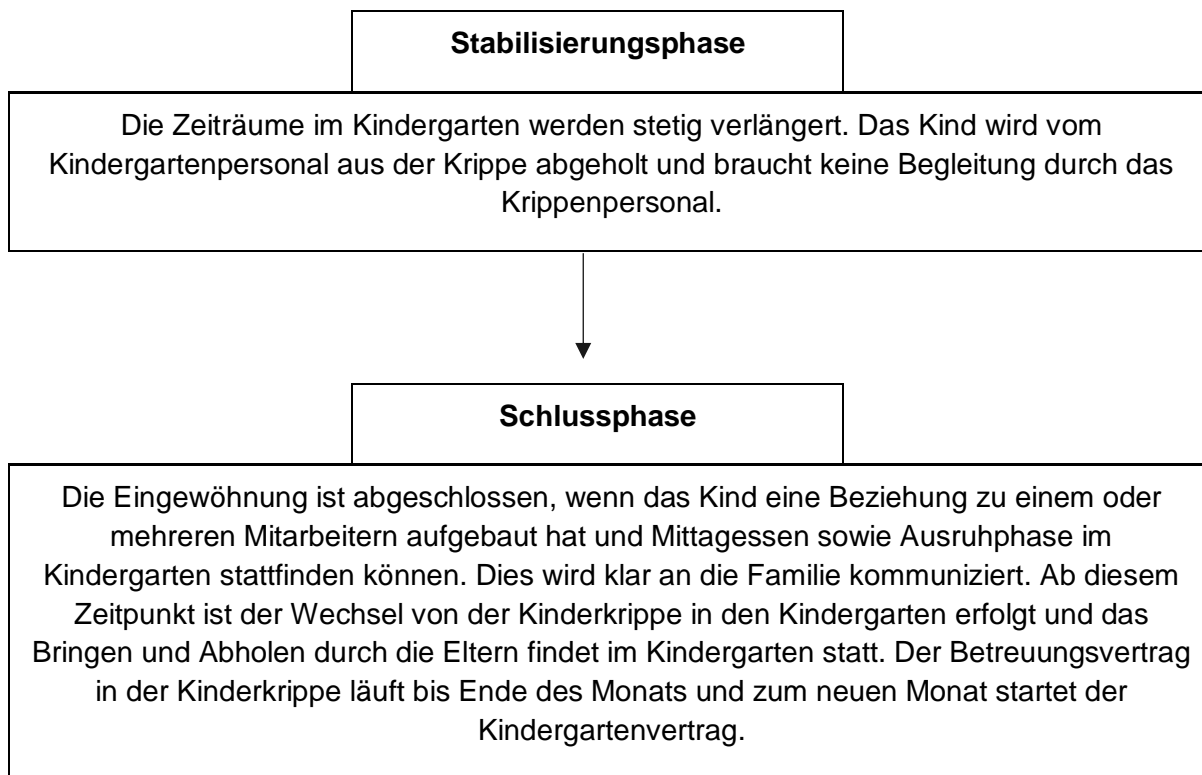 Stabilisierungsphase
Die Zeiträume im Kindergarten werden stetig verlängert. Das Kind wird vom
Kindergartenpersonal aus der Krippe abgeholt und braucht keine Begleitung durch das
Krippenpersonal.
Schlussphase
Die Eingewöhnung ist abgeschlossen, wenn das Kind eine Beziehung zu einem oder
mehreren Mitarbeitern aufgebaut hat und Mittagessen sowie Ausruhphase im
Kindergarten stattfinden können. Dies wird klar an die Familie kommuniziert. Ab diesem
Zeitpunkt ist der Wechsel von der Kinderkrippe in den Kindergarten erfolgt und das
Bringen und Abholen durch die Eltern findet im Kindergarten statt. Der Betreuungsvertrag
in der Kinderkrippe läuft bis Ende des Monats und zum neuen Monat startet der
Kindergartenvertrag.